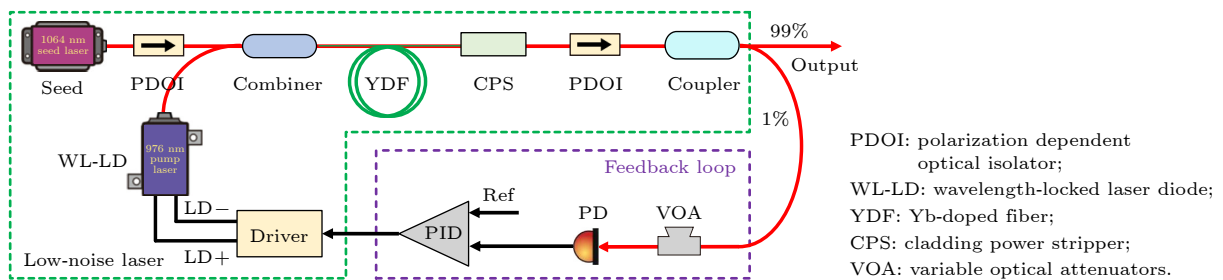 1064 nm
seed laser
99%
Output
Seed
PDOI
Combiner
YDF
CPS
PDOI
Coupler
1%
976 nm
pump
laser
WL-LD
Feedback loop
PDOI: polarization dependent
optical isolator;
WL-LD: wavelength-locked laser diode;
YDF: Yb-doped fiber;
CPS: cladding power stripper;
VOA: variable optical attenuators.
LD−
Ref
PD
VOA
Driver
PID
LD+
Low-noise laser